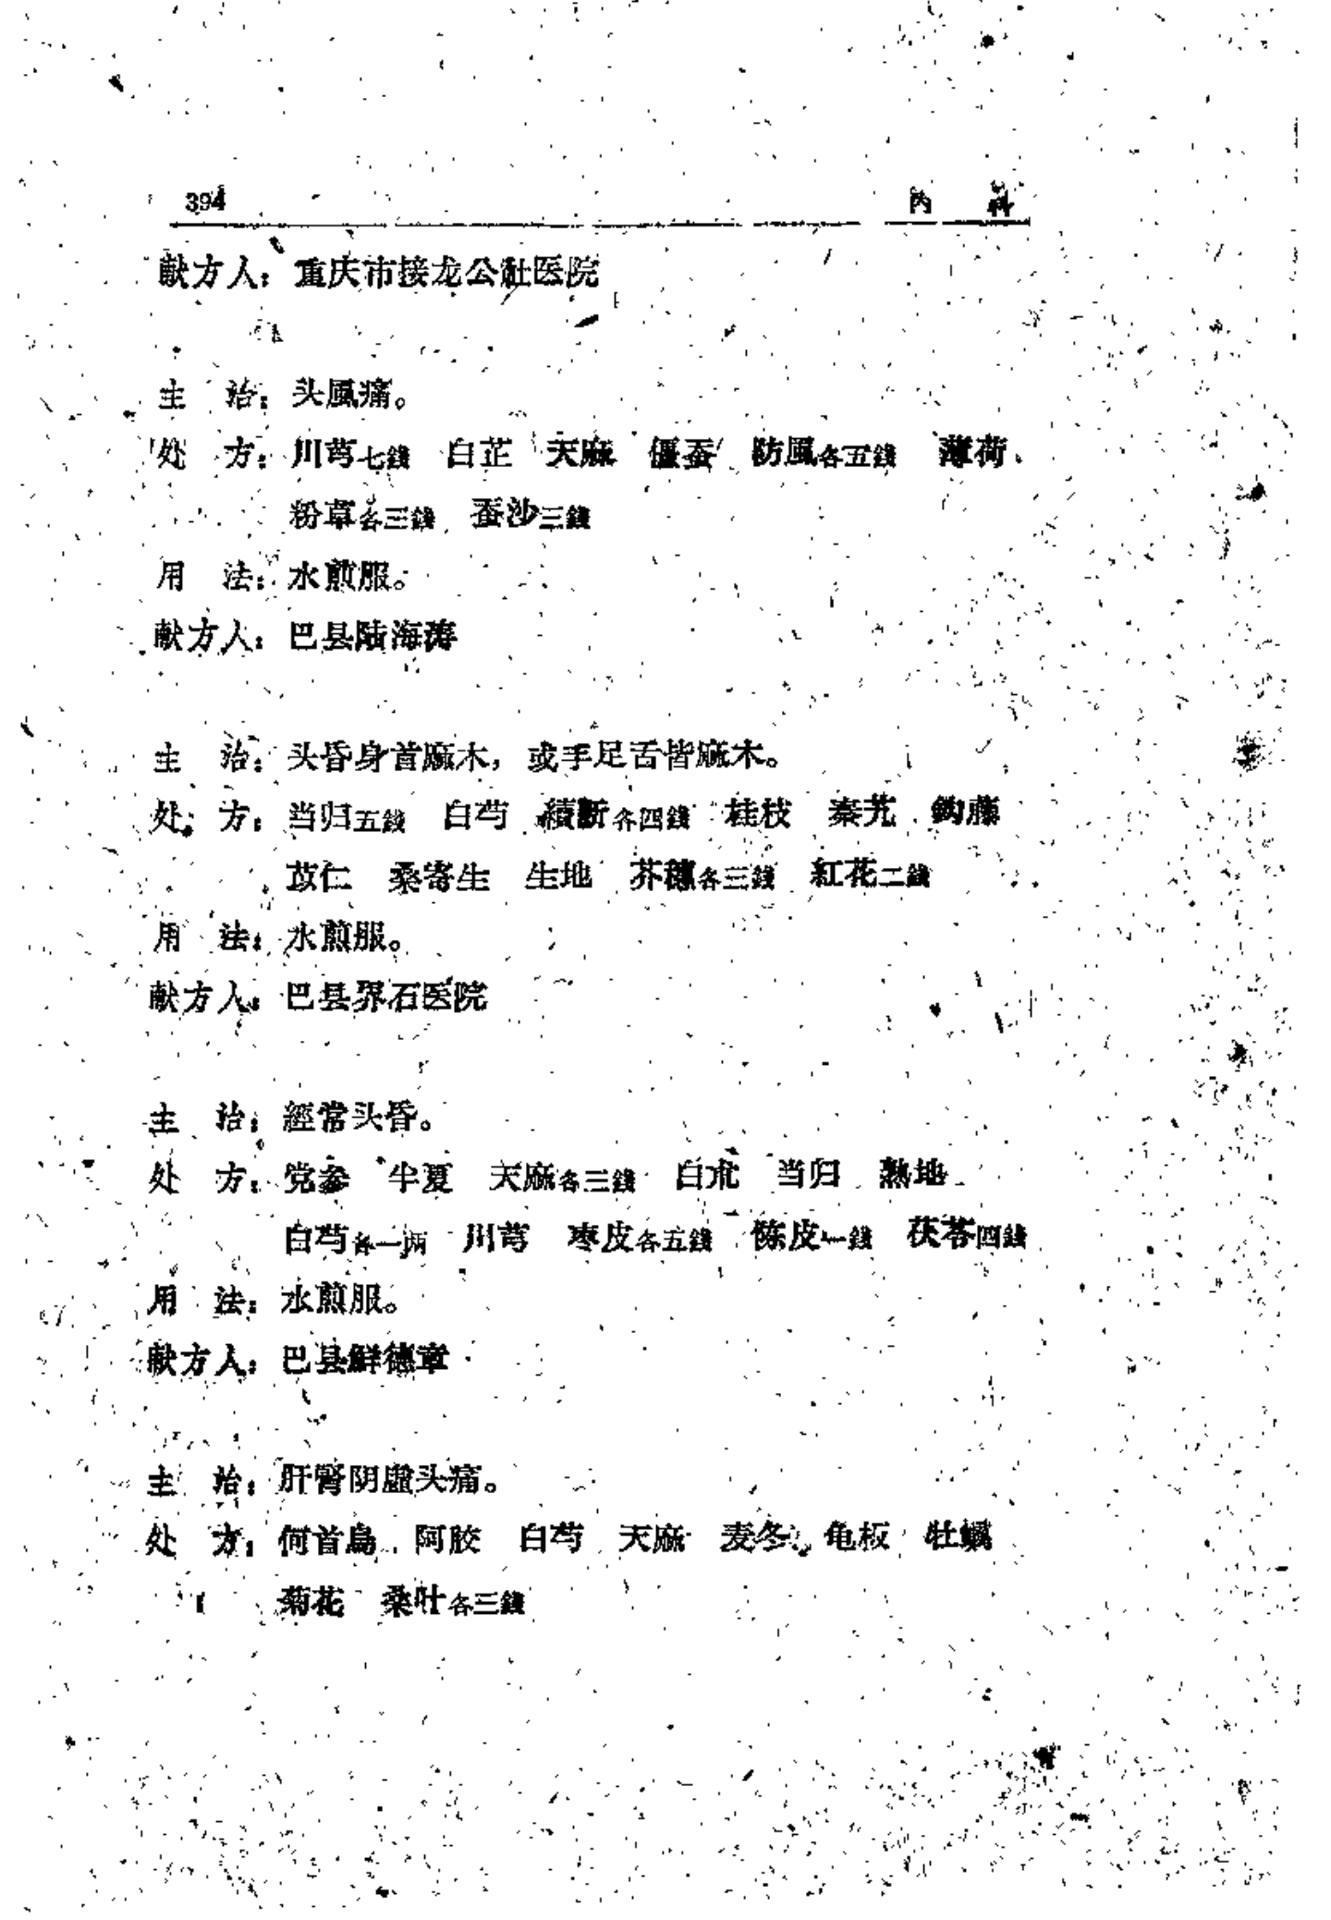 394 內 科
献方人：重庆市接龙公社医院
主 治：头風痛。
处 方：川芎七錢 白芷 天麻 僵蚕 防風各五錢 薄荷
粉草各三錢 蚕沙三錢
用 法：水煎服。
献方人：巴县陆海涛
主 治：头昏身首麻木，或手足舌皆麻木。
处 方：当归五錢 白芍 續断各四錢 桂枝 秦艽 鈎藤
苡仁 桑寄生 生地 芥穗各三錢 紅花二錢
用 法：水煎服。
献方人：巴县界石医院
主 治：經常头昏。
处 方：党参 半夏 天麻各三錢 白朮 当归 熟地
白芍各一两 川芎 枣皮各五錢 陈皮一錢 茯苓四錢
用 法：水煎服。
献方人：巴县鮮德章
主 治：肝腎阴虛头痛。
处 方：何首烏 阿胶 白芍 天麻 麦冬 龟板 牡蠣
菊花 桑叶各三錢